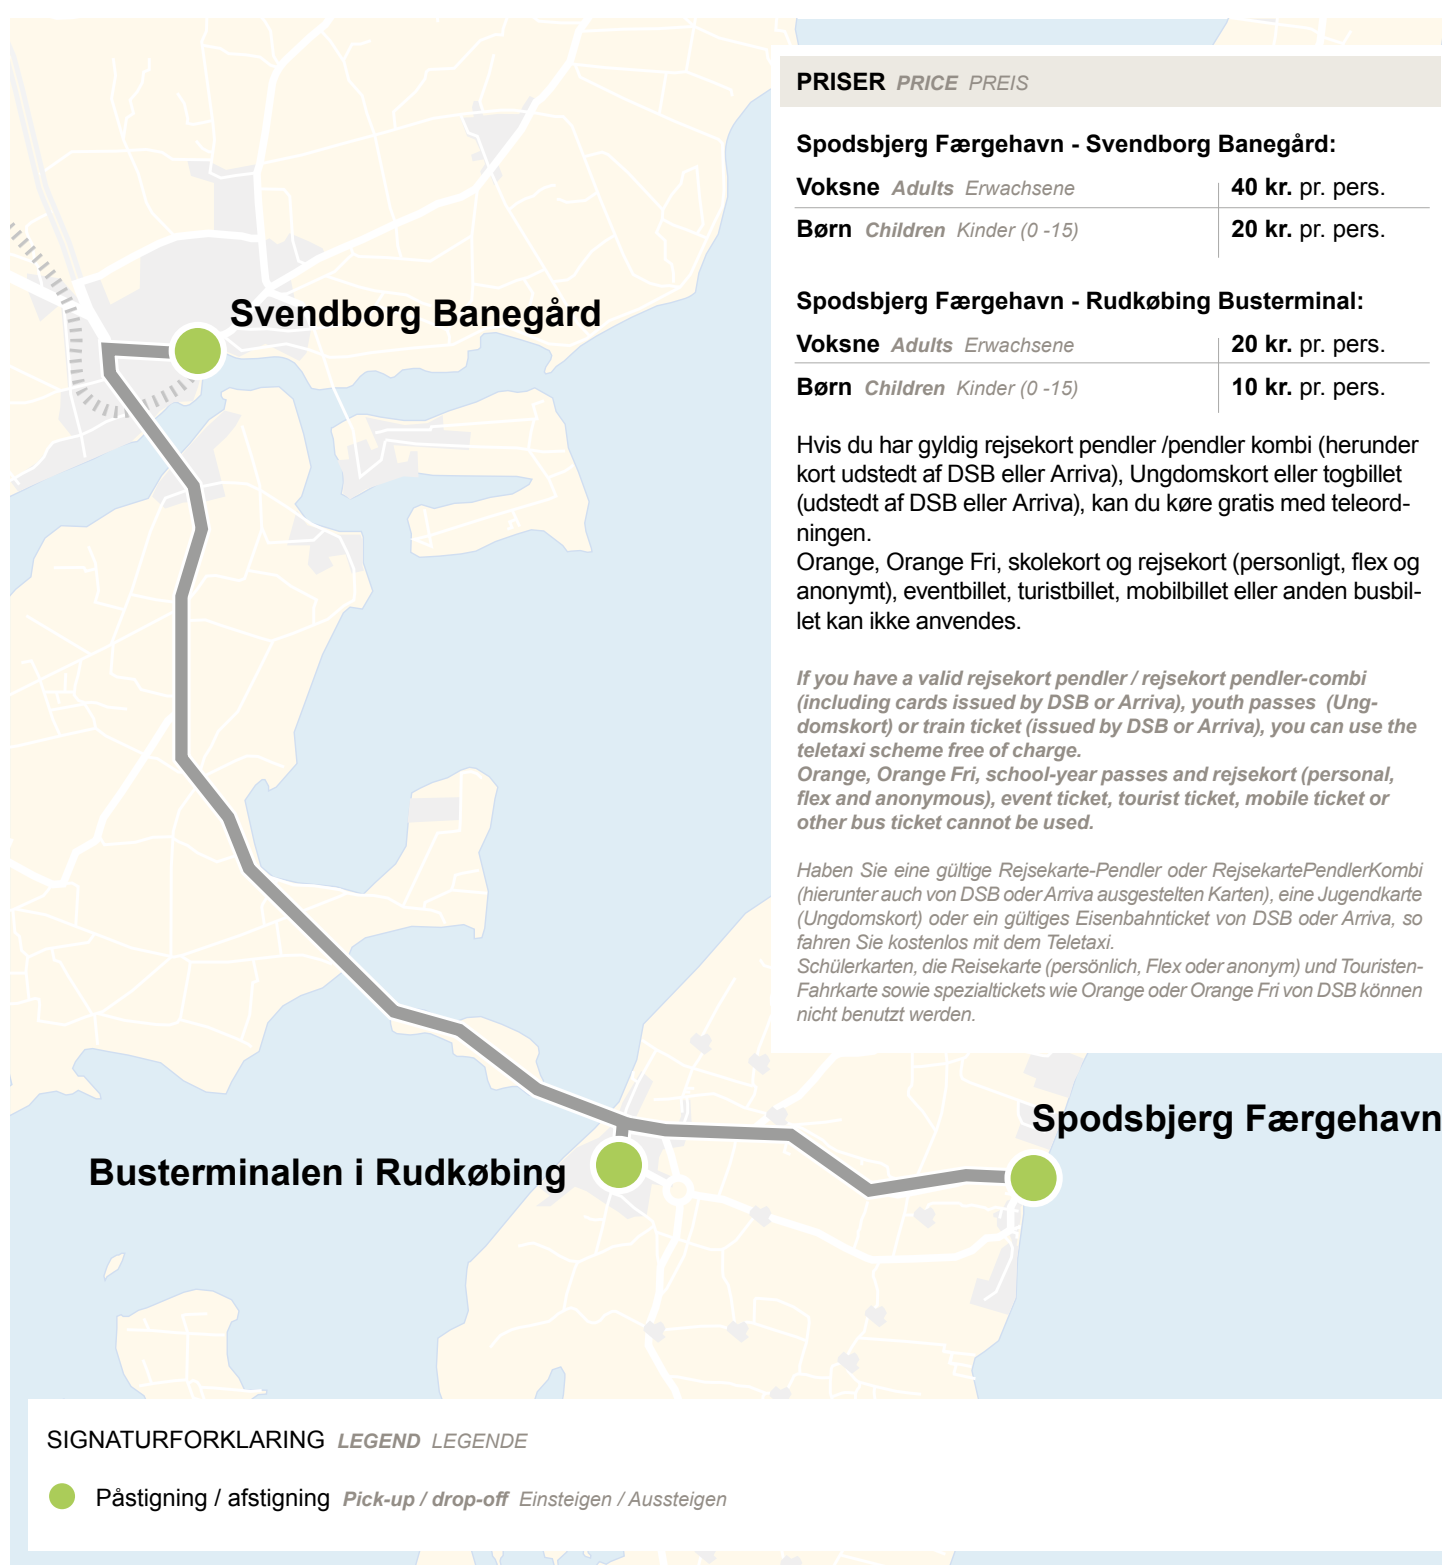 PRISER PRICE PREIS
Spodsbjerg Færgehavn - Svendborg Banegård:
Voksne Adults Erwachsene 40 kr. pr. pers.
Børn Children Kinder (0 -15) 20 kr. pr. pers.
Spodsbjerg Færgehavn - Rudkøbing Busterminal:
Voksne Adults Erwachsene 20 kr. pr. pers.
Børn Children Kinder (0 -15) 10 kr. pr. pers.
Hvis du har gyldig rejsekort pendler /pendler kombi (herunder
kort udstedt af DSB eller Arriva), Ungdomskort eller togbillet
(udstedt af DSB eller Arriva), kan du køre gratis med teleord-
ningen.
Orange, Orange Fri, skolekort og rejsekort (personligt, flex og
anonymt), eventbillet, turistbillet, mobilbillet eller anden busbil-
let kan ikke anvendes.
If you have a valid rejsekort pendler / rejsekort pendler-combi
(including cards issued by DSB or Arriva), youth passes (Ung-
domskort) or train ticket (issued by DSB or Arriva), you can use the
teletaxi scheme free of charge.
Orange, Orange Fri, school-year passes and rejsekort (personal,
flex and anonymous), event ticket, tourist ticket, mobile ticket or
other bus ticket cannot be used.
Haben Sie eine gültige Rejsekarte-Pendler oder RejsekartePendlerKombi
(hierunter auch von DSB oder Arriva ausgestelten Karten), eine Jugendkarte
(Ungdomskort) oder ein gültiges Eisenbahnticket von DSB oder Arriva, so
fahren Sie kostenlos mit dem Teletaxi.
Schülerkarten, die Reisekarte (persönlich, Flex oder anonym) und Touristen-
Fahrkarte sowie spezialtickets wie Orange oder Orange Fri von DSB können
nicht benutzt werden.
Svendborg Banegård
Spodsbjerg Færgehavn
Busterminalen i Rudkøbing
SIGNATURFORKLARING LEGEND LEGENDE
Påstigning / afstigning Pick-up / drop-off Einsteigen / Aussteigen